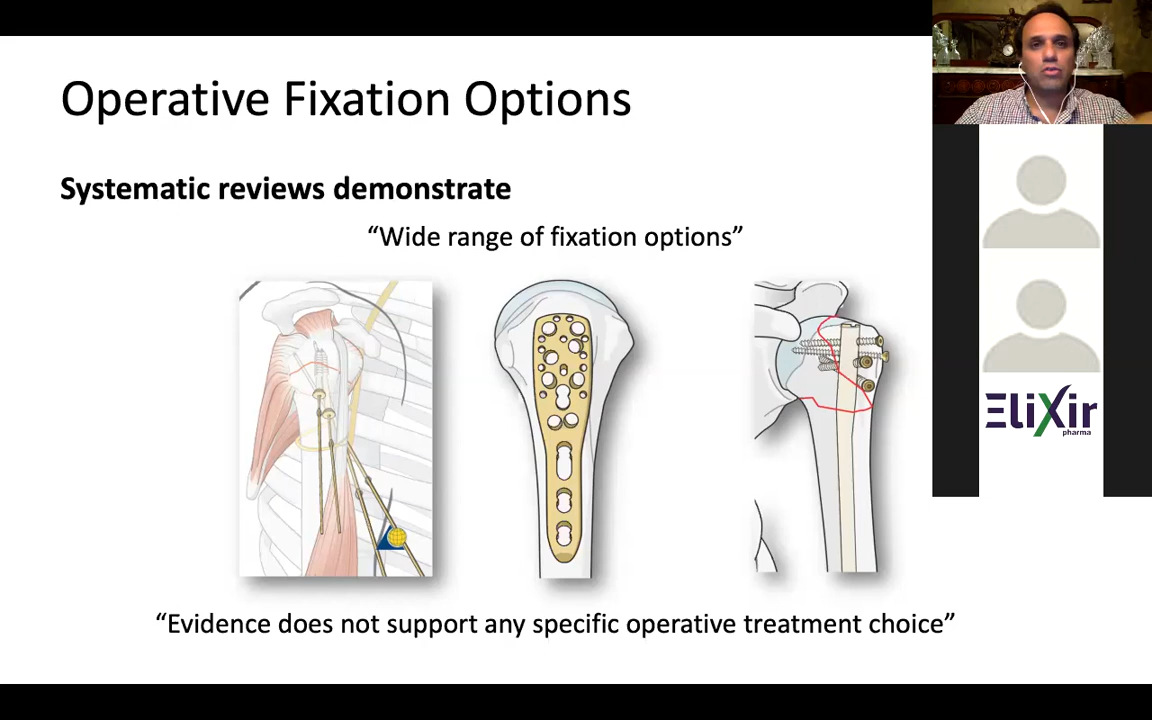 Operative Fixation Options
Systematic reviews demonstrate
“Wide range of fixation options”
“Evidence does not support any specific operative treatment choice”
EliXir
pharma